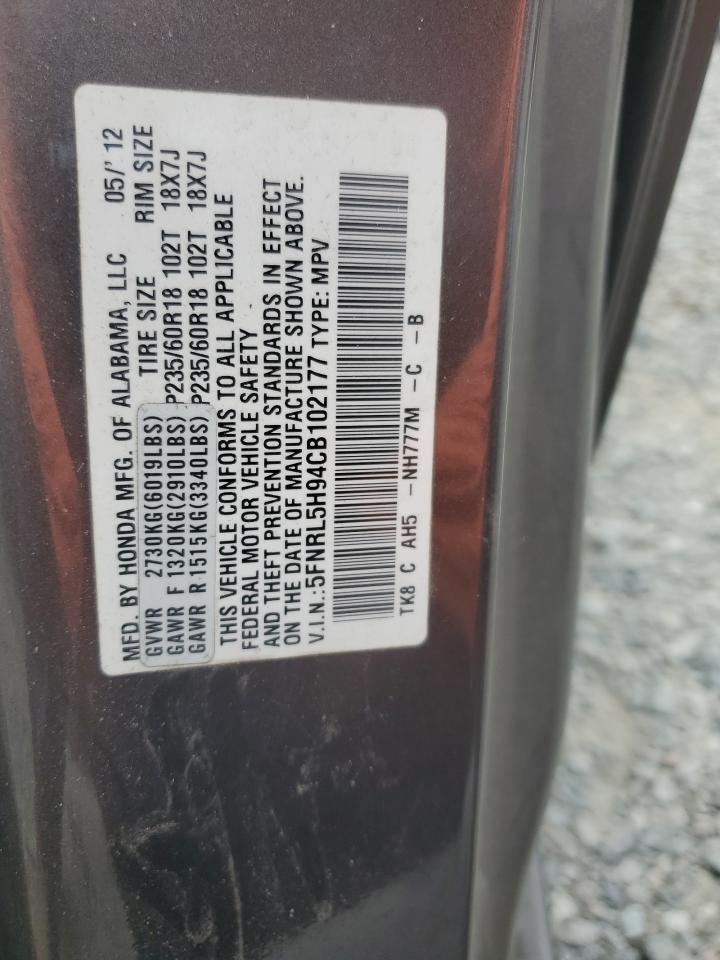 MFD. BY HONDA MFG. OF ALABAMA, LLC 05/'12
GVWR 2730KG(6019LBS) TIRE SIZE RIM SIZE
GAWR F 1320KG(2910LBS) P235/60R18 102T 18X7J
GAWR R 1515KG(3340LBS) P235/60R18 102T 18X7J
THIS VEHICLE CONFORMS TO ALL APPLICABLE
FEDERAL MOTOR VEHICLE SAFETY
AND THEFT PREVENTION STANDARDS IN EFFECT
ON THE DATE OF MANUFACTURE SHOWN ABOVE.
V.I.N.:5FNRL5H94CB102177 TYPE: MPV
TK8 C AH5 -NH777M -C -B